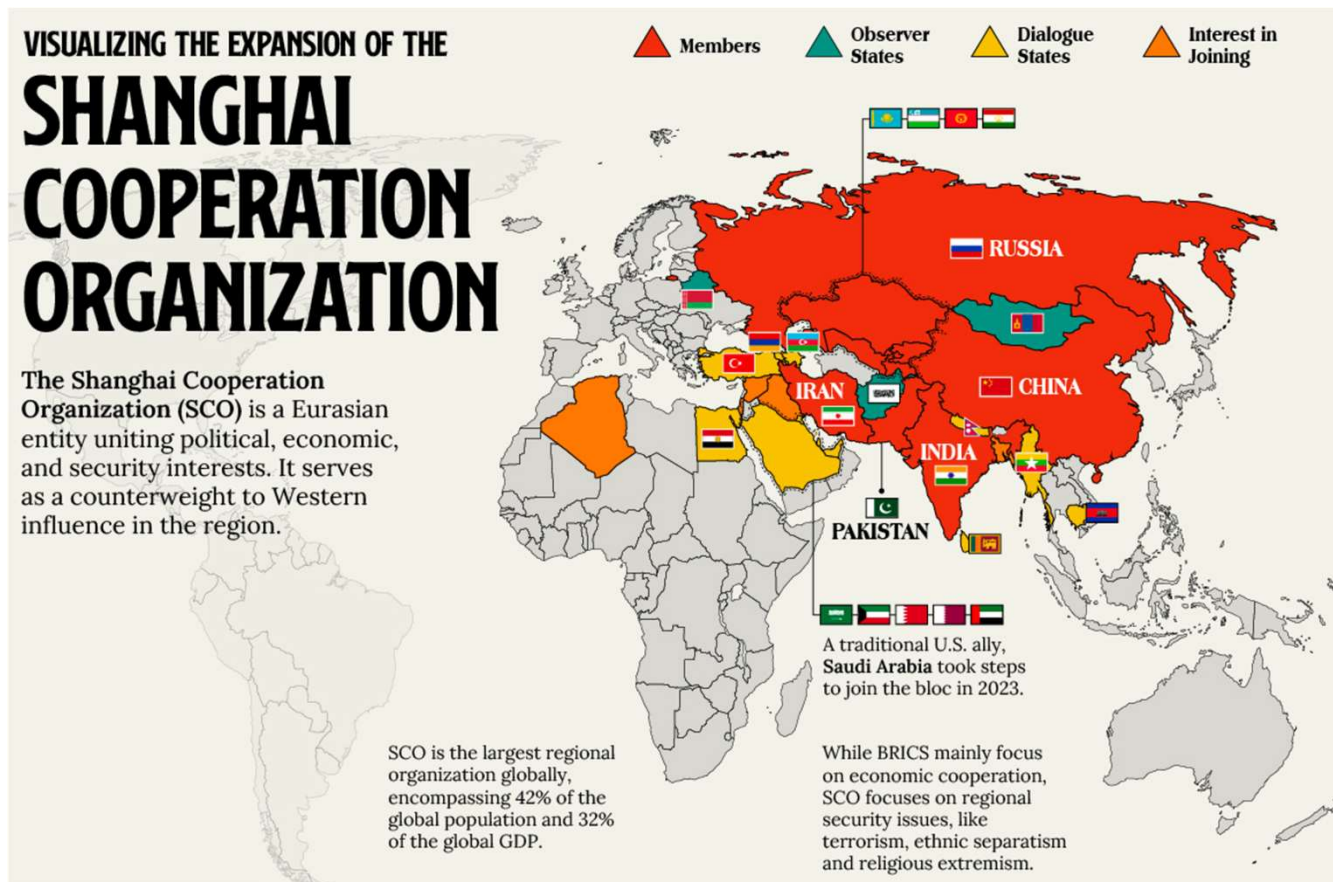 VISUALIZING THE EXPANSION OF THE
SHANGHAI
COOPERATION
ORGANIZATION
The Shanghai Cooperation
Organization (SCO) is a Eurasian
entity uniting political, economic,
and security interests. It serves
as a counterweight to Western
influence in the region.
Members
Observer
States
Dialogue
States
Interest in
Joining
RUSSIA
CHINA
IRAN
INDIA
PAKISTAN
A traditional U.S. ally,
Saudi Arabia took steps
to join the bloc in 2023.
SCO is the largest regional
organization globally,
encompassing 42% of the
global population and 32%
of the global GDP.
While BRICS mainly focus
on economic cooperation,
SCO focuses on regional
security issues, like
terrorism, ethnic separatism
and religious extremism.